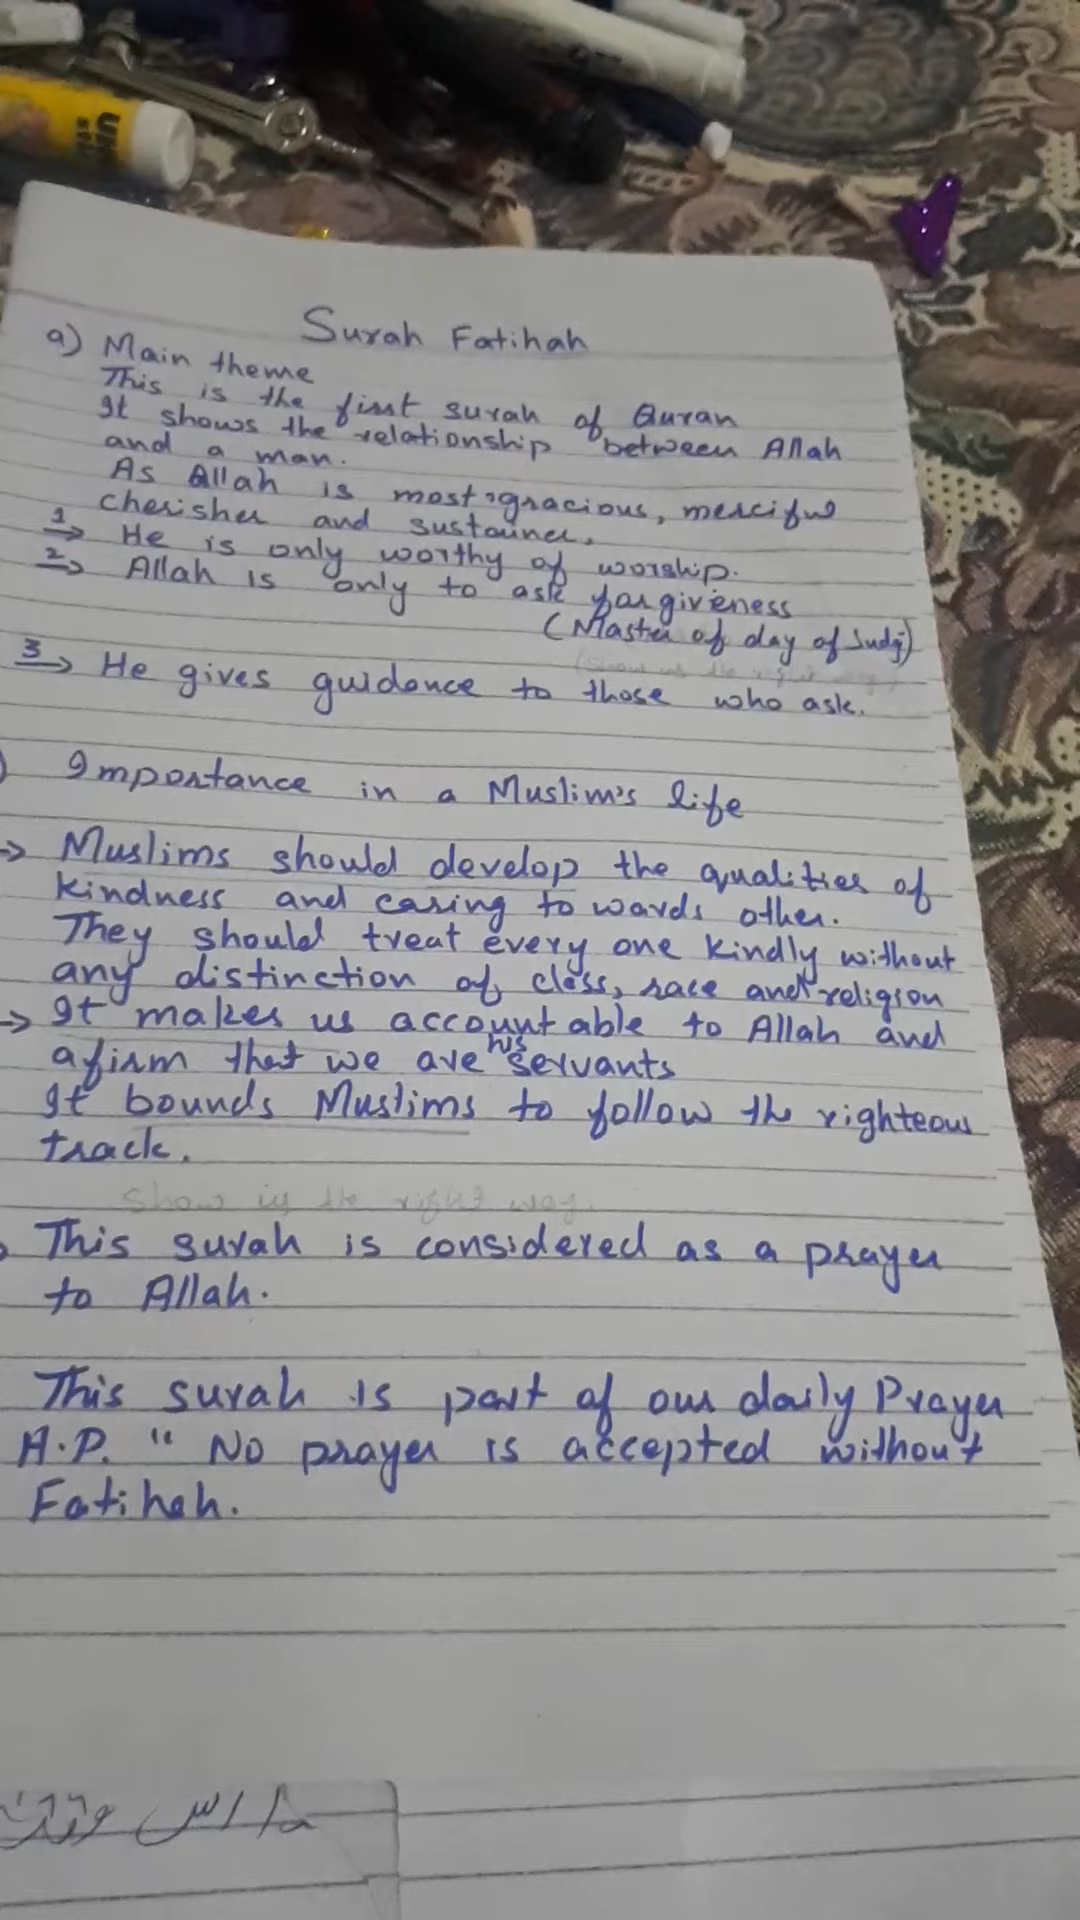 Surah Fatihah
a) Main theme
This is the first surah of Quran
It shows the relationship between Allah
and a man.
As Allah is most gracious, merciful
cherisher and sustainer.
1→ He is only worthy of worship.
2→ Allah is only to ask forgiveness
(Master of day of Judg)
3→ He gives guidance to those who ask.
) Importance in a Muslim's life
→ Muslims should develop the qualities of
kindness and caring to wards other.
They should treat every one kindly without
any distinction of class, race and religion
→ It makes us account able to Allah and
afirm that we are his servants
It bounds Muslims to follow the righteous
track.
show us the right way.
This surah is considered as a prayer
to Allah.
This surah is part of our daily Prayer
H.P. " No prayer is accepted without
Fatihah.